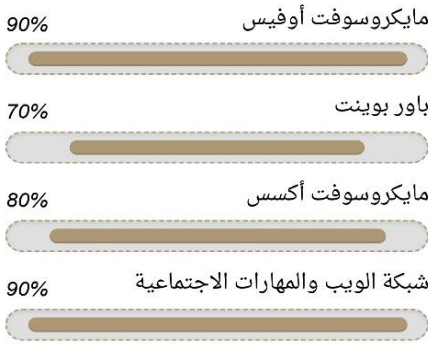 مايكروسوفت أوفيس 90%
باور بوينت 70%
مايكروسوفت أكسس 80%
شبكة الويب والمهارات الاجتماعية 90%